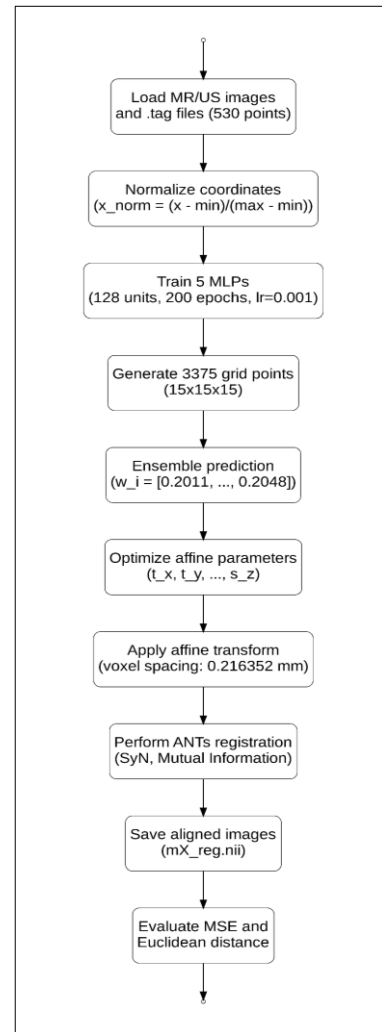 Load MR/US images
and .tag files (530 points)
Normalize coordinates
(x_norm = (x - min)/(max - min))
Train 5 MLPs
(128 units, 200 epochs, lr=0.001)
Generate 3375 grid points
(15x15x15)
Ensemble prediction
(w_i = [0.2011, ..., 0.2048])
Optimize affine parameters
(t_x, t_y, ..., s_z)
Apply affine transform
(voxel spacing: 0.216352 mm)
Perform ANTs registration
(SyN, Mutual Information)
Save aligned images
(mX_reg.nii)
Evaluate MSE and
Euclidean distance